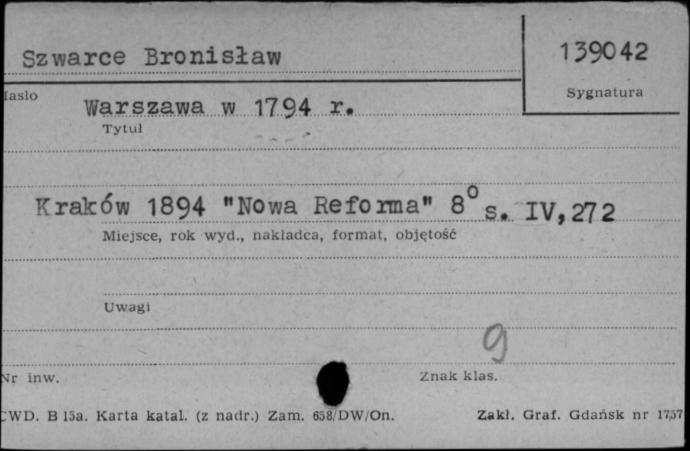 Szwarce Bronisław
139042
Hasło
Sygnatura
Warszawa w 1794 r.
Tytuł
Kraków 1894 "Nowa Reforma" 8° s. IV,272
Miejsce, rok wyd., nakładca, format, objętość
Uwagi
9
Nr inw.
Znak klas.
CWD. B 15a. Karta katal. (z nadr.) Zam. 658/DW/On.
Zakł. Graf. Gdańsk nr 1757